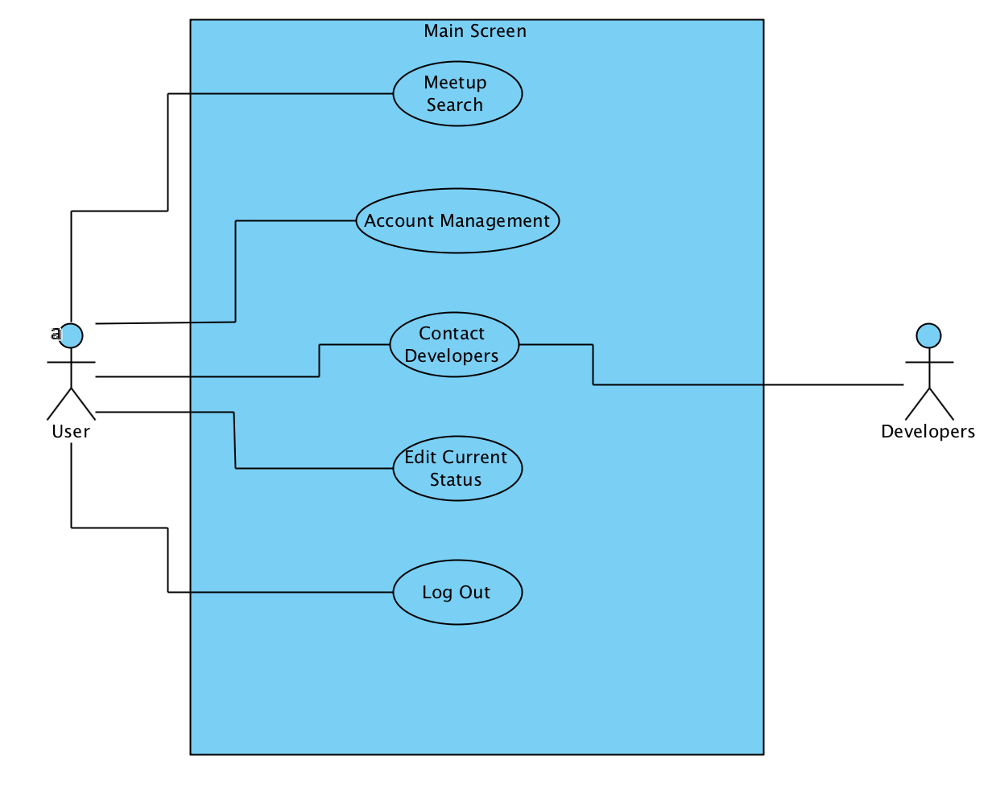 Main Screen
Meetup
Search
Account Management
a
Contact
Developers
Edit Current
Status
User
Developers
Log Out